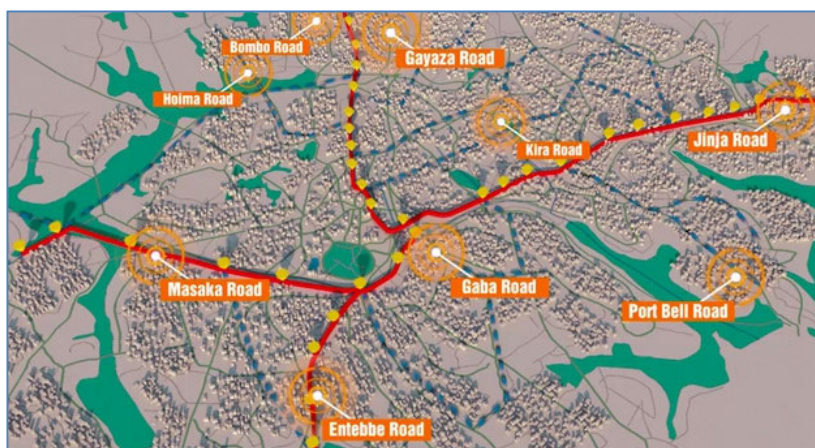 Bombo Road
Gayaza Road
Hoima Road
Kira Road
Jinja Road
Masaka Road
Gaba Road
Port Bell Road
Entebbe Road